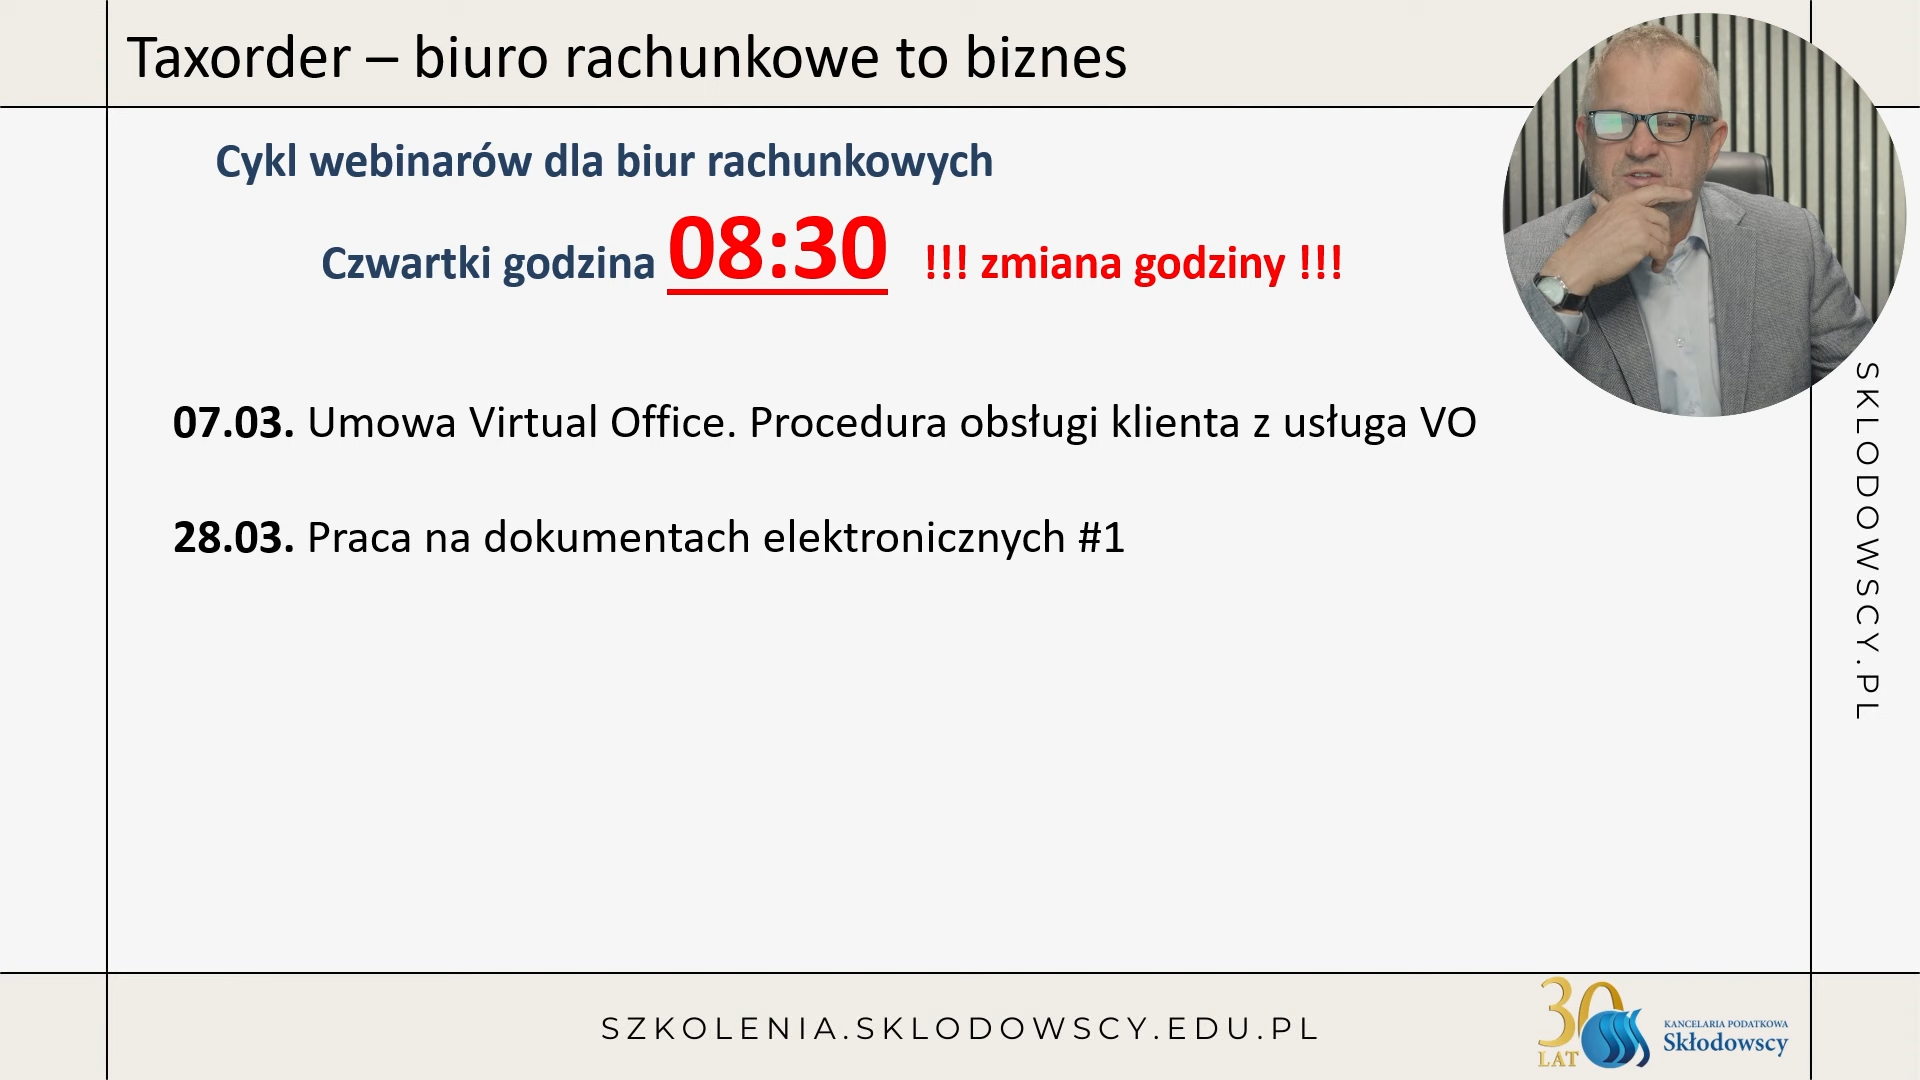 Taxorder – biuro rachunkowe to biznes
Cykl webinarów dla biur rachunkowych
Czwartki godzina 08:30 !!! zmiana godziny !!!
07.03. Umowa Virtual Office. Procedura obsługi klienta z usługa VO
28.03. Praca na dokumentach elektronicznych #1
SKLODOWSCY.PL
SZKOLENIA.SKLODOWSCY.EDU.PL
30
LAT
KANCELARIA PODATKOWA
Skłodowscy